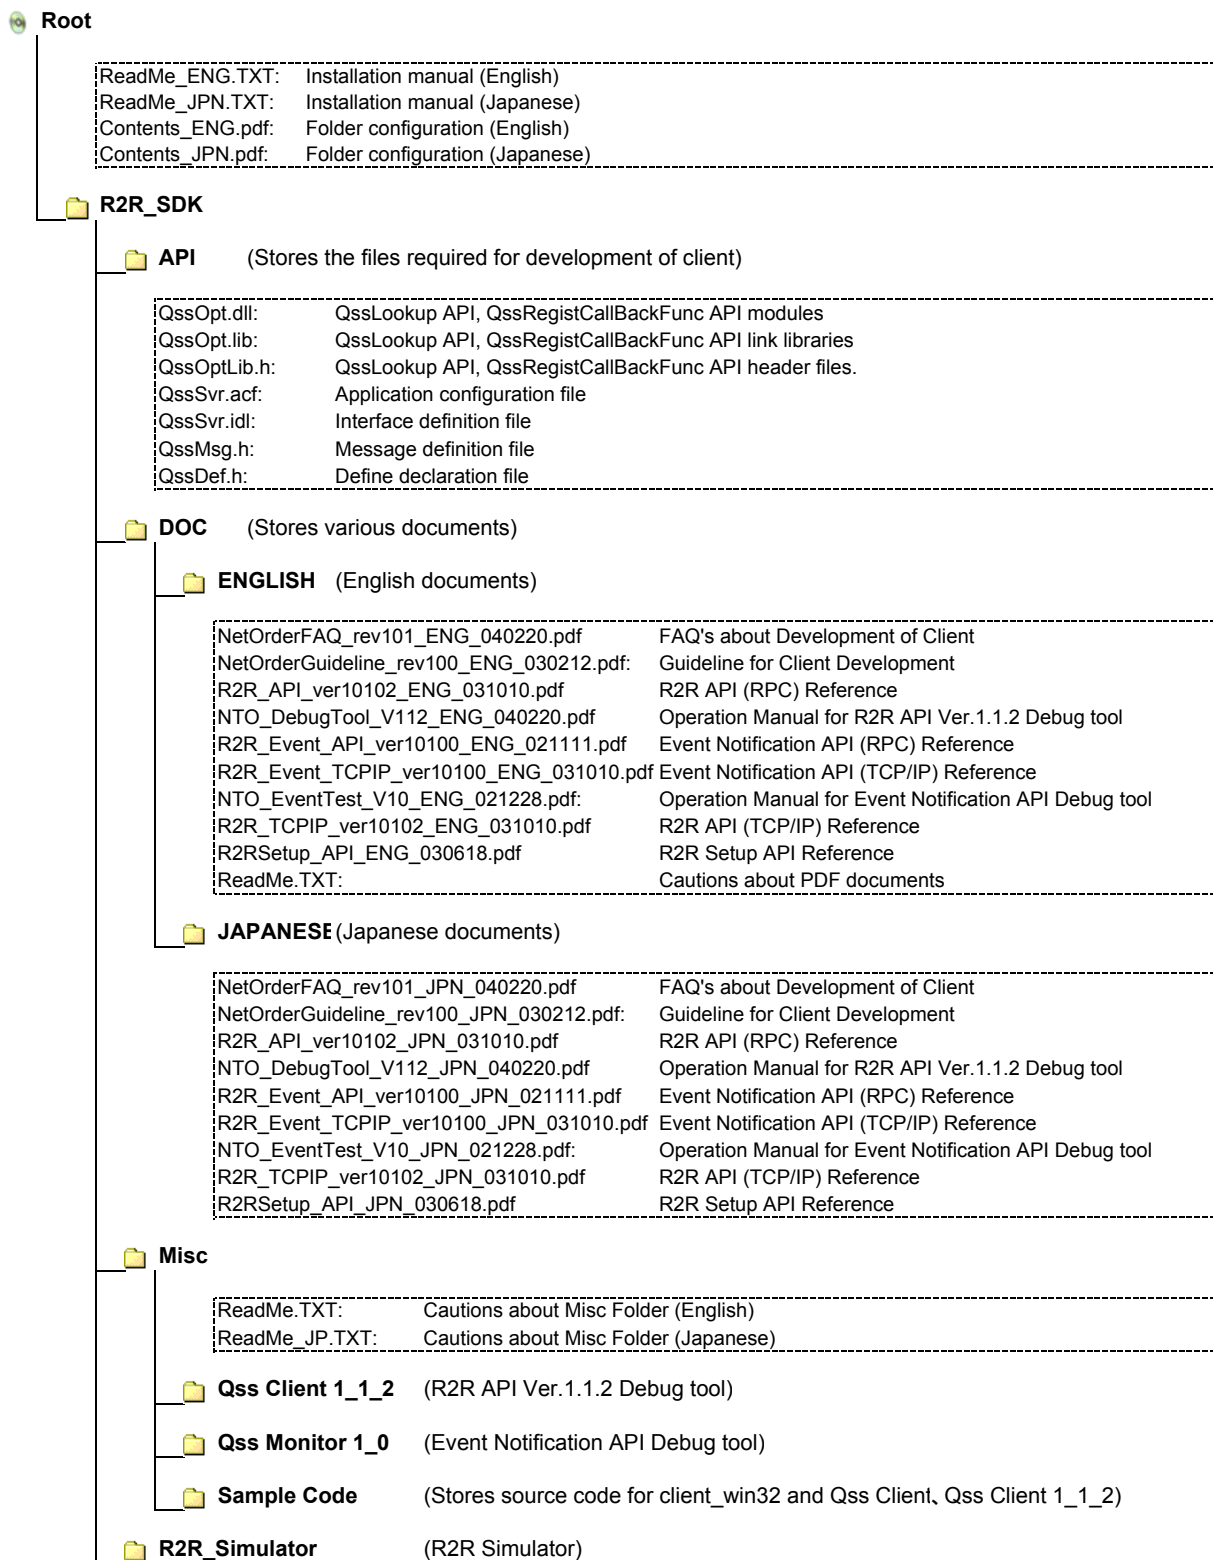 Root
ReadMe_ENG.TXT: Installation manual (English)
ReadMe_JPN.TXT: Installation manual (Japanese)
Contents_ENG.pdf: Folder configuration (English)
Contents_JPN.pdf: Folder configuration (Japanese)
R2R_SDK
API (Stores the files required for development of client)
QssOpt.dll: QssLookup API, QssRegistCallBackFunc API modules
QssOpt.lib: QssLookup API, QssRegistCallBackFunc API link libraries
QssOptLib.h: QssLookup API, QssRegistCallBackFunc API header files.
QssSvr.acf: Application configuration file
QssSvr.idl: Interface definition file
QssMsg.h: Message definition file
QssDef.h: Define declaration file
DOC (Stores various documents)
ENGLISH (English documents)
NetOrderFAQ_rev101_ENG_040220.pdf FAQ's about Development of Client
NetOrderGuideline_rev100_ENG_030212.pdf: Guideline for Client Development
R2R_API_ver10102_ENG_031010.pdf R2R API (RPC) Reference
NTO_DebugTool_V112_ENG_040220.pdf Operation Manual for R2R API Ver.1.1.2 Debug tool
R2R_Event_API_ver10100_ENG_021111.pdf Event Notification API (RPC) Reference
R2R_Event_TCPIP_ver10100_ENG_031010.pdf Event Notification API (TCP/IP) Reference
NTO_EventTest_V10_ENG_021228.pdf: Operation Manual for Event Notification API Debug tool
R2R_TCPIP_ver10102_ENG_031010.pdf R2R API (TCP/IP) Reference
R2RSetup_API_ENG_030618.pdf R2R Setup API Reference
ReadMe.TXT: Cautions about PDF documents
JAPANESE (Japanese documents)
NetOrderFAQ_rev101_JPN_040220.pdf FAQ's about Development of Client
NetOrderGuideline_rev100_JPN_030212.pdf: Guideline for Client Development
R2R_API_ver10102_JPN_031010.pdf R2R API (RPC) Reference
NTO_DebugTool_V112_JPN_040220.pdf Operation Manual for R2R API Ver.1.1.2 Debug tool
R2R_Event_API_ver10100_JPN_021111.pdf Event Notification API (RPC) Reference
R2R_Event_TCPIP_ver10100_JPN_031010.pdf Event Notification API (TCP/IP) Reference
NTO_EventTest_V10_JPN_021228.pdf: Operation Manual for Event Notification API Debug tool
R2R_TCPIP_ver10102_JPN_031010.pdf R2R API (TCP/IP) Reference
R2RSetup_API_JPN_030618.pdf R2R Setup API Reference
Misc
ReadMe.TXT: Cautions about Misc Folder (English)
ReadMe_JP.TXT: Cautions about Misc Folder (Japanese)
Qss Client 1_1_2 (R2R API Ver.1.1.2 Debug tool)
Qss Monitor 1_0 (Event Notification API Debug tool)
Sample Code (Stores source code for client_win32 and Qss Client、Qss Client 1_1_2)
R2R_Simulator (R2R Simulator)